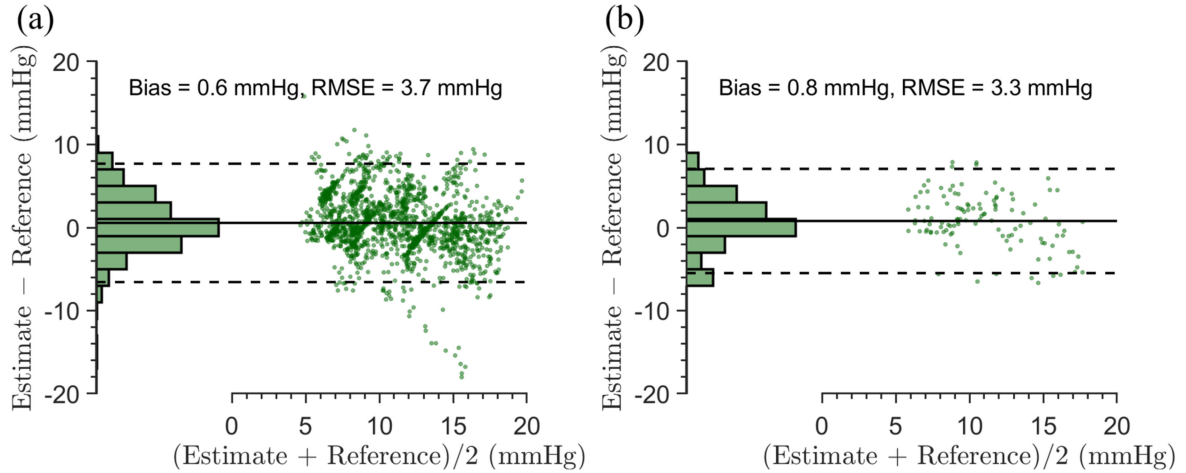 (a)
Bias = 0.6 mmHg, RMSE = 3.7 mmHg
Estimate − Reference (mmHg)
20
10
0
-10
-20
0 5 10 15 20
(Estimate + Reference)/2 (mmHg)
(b)
Bias = 0.8 mmHg, RMSE = 3.3 mmHg
Estimate − Reference (mmHg)
20
10
0
-10
-20
0 5 10 15 20
(Estimate + Reference)/2 (mmHg)